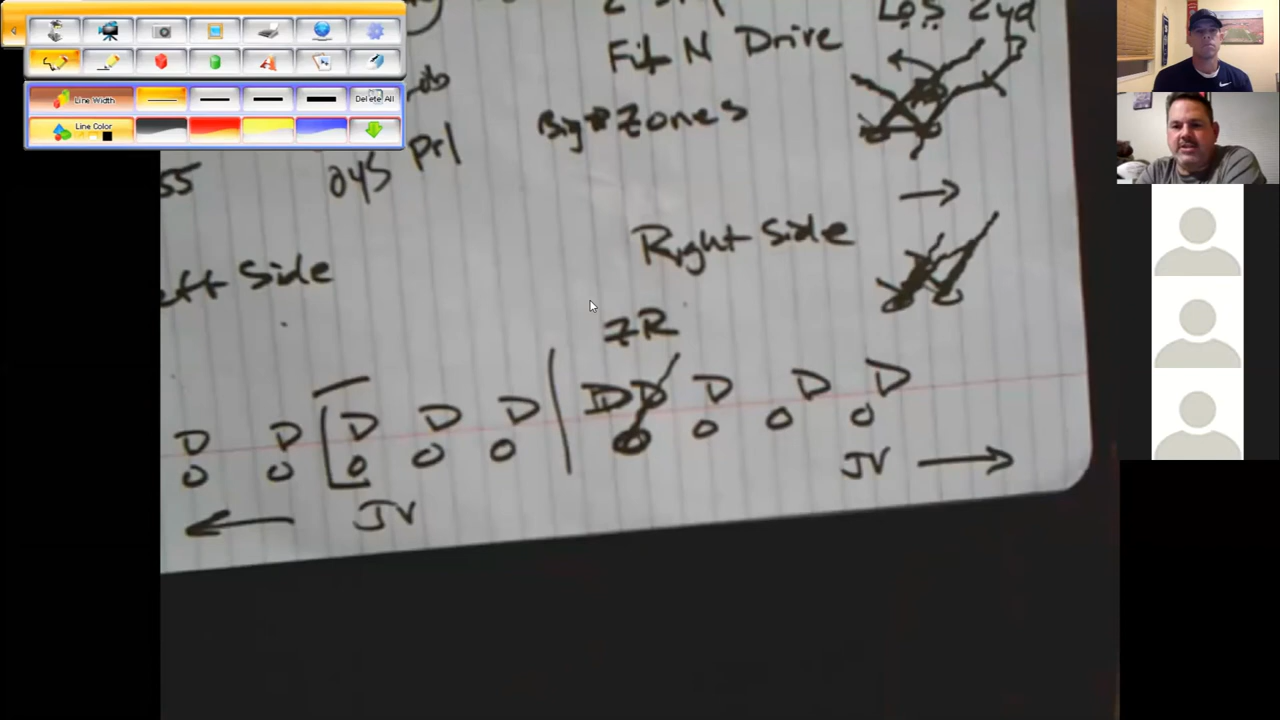 Line Width
Delete All
Line Color
LOS 2yd
Fit N Drive
Big Zones
D
55
Prl
Right Side
Side
ZR
D D D D D D D D D D
O O O O O O O O O
JV
JV